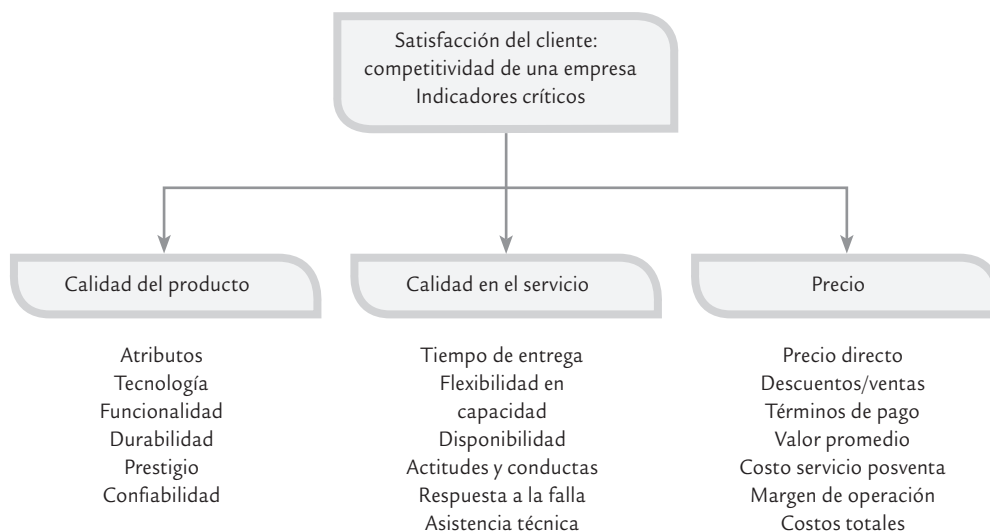 Satisfacción del cliente:
competitividad de una empresa
Indicadores críticos
Calidad del producto
Atributos
Tecnología
Funcionalidad
Durabilidad
Prestigio
Confiabilidad
Calidad en el servicio
Tiempo de entrega
Flexibilidad en
capacidad
Disponibilidad
Actitudes y conductas
Respuesta a la falla
Asistencia técnica
Precio
Precio directo
Descuentos/ventas
Términos de pago
Valor promedio
Costo servicio posventa
Margen de operación
Costos totales